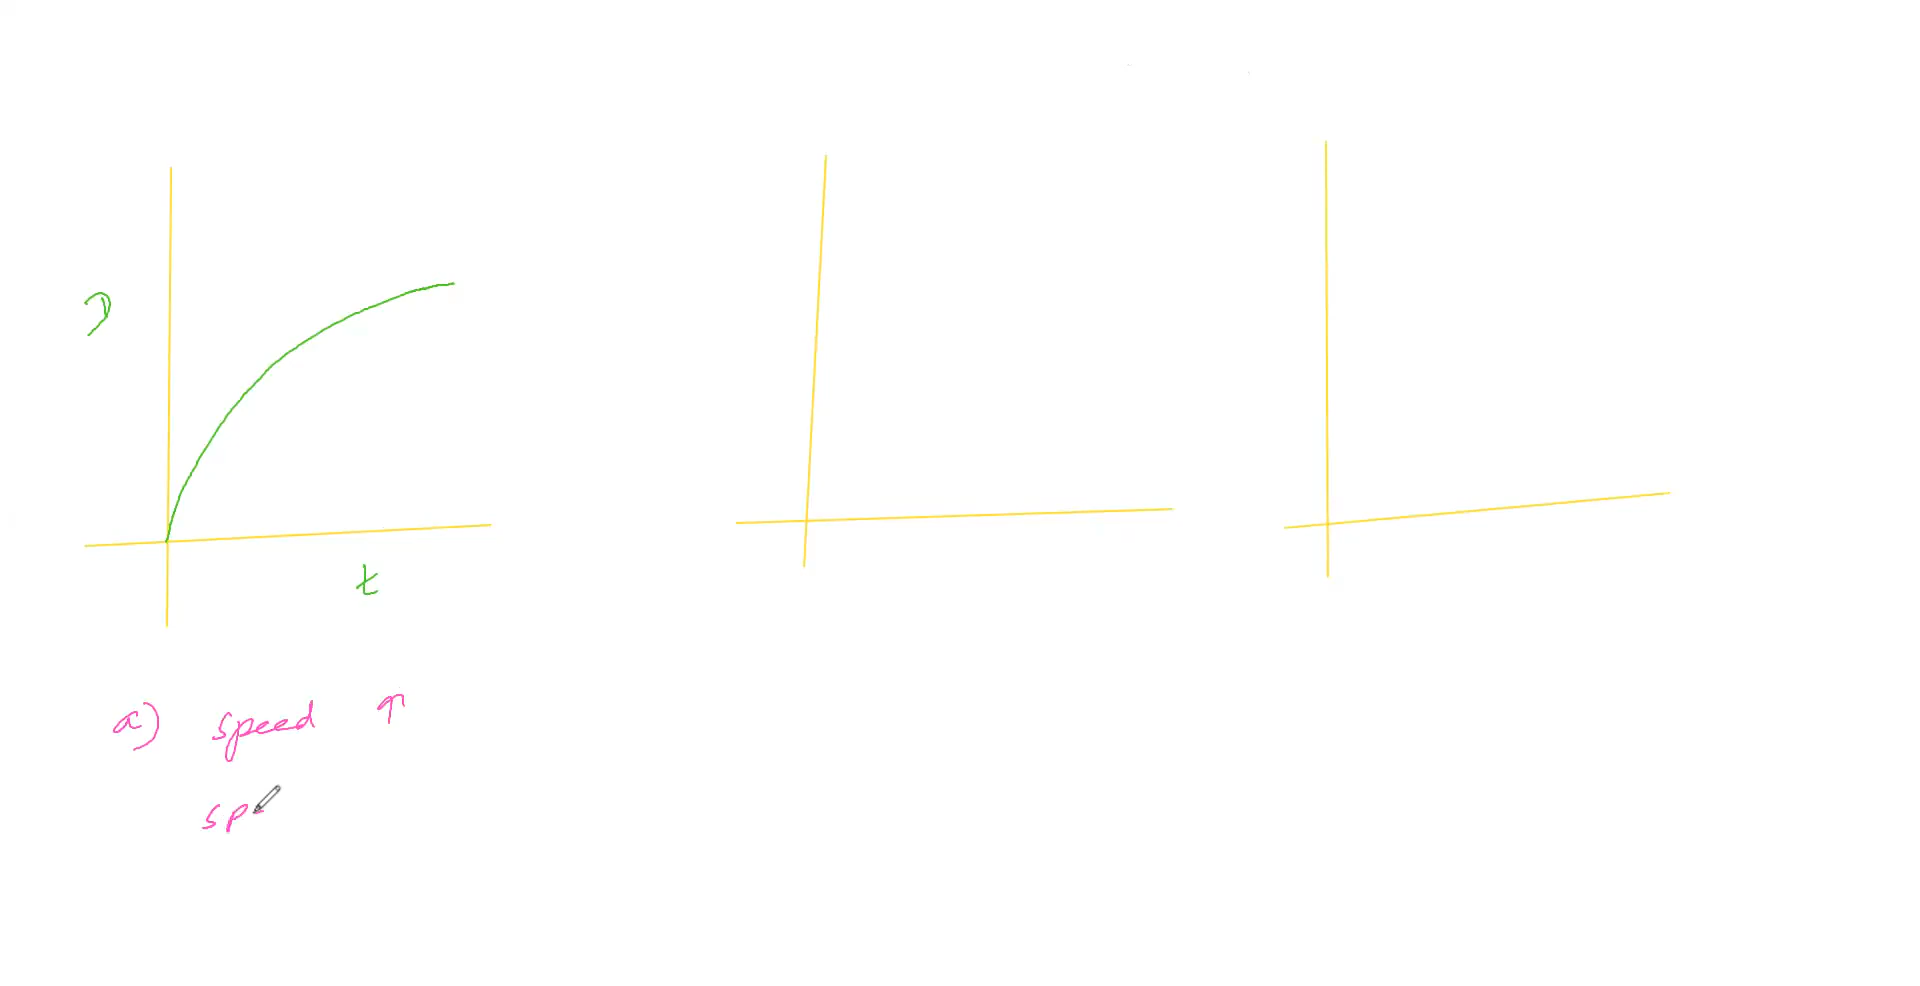 D
t
a) speed ↑
sp